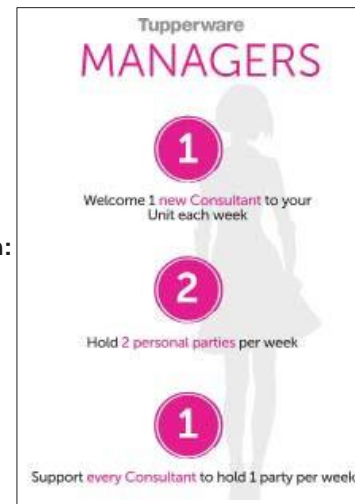 Tupperware
MANAGERS
1
Welcome 1 new Consultant to your
Unit each week
2
Hold 2 personal parties per week
1
Support every Consultant to hold 1 party per week